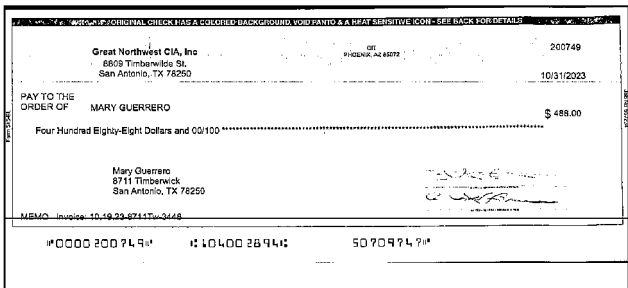 ORIGINAL CHECK HAS A COLORED BACKGROUND, VOID PANTO & A HEAT SENSITIVE ICON - SEE BACK FOR DETAILS
Great Northwest CIA, Inc
8809 Timberwilde St.
San Antonio, TX 78250
CIT
PHOENIX, AZ 85072
200749
10/31/2023
PAY TO THE
ORDER OF MARY GUERRERO
$ 488.00
Four Hundred Eighty-Eight Dollars and 00/100
Mary Guerrero
8711 Timberwick
San Antonio, TX 78250
MEMO Invoice: 10.19.23-8711Tw-3448
⑈0000200749⑈ ⑆104002894⑆ 50709747⑈